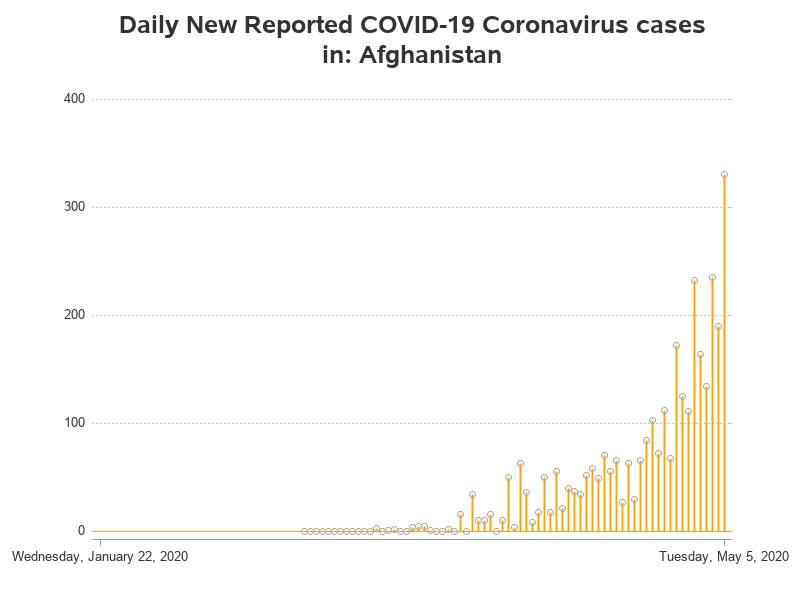 Daily New Reported COVID-19 Coronavirus cases
in: Afghanistan
400
300
200
100
0
Wednesday, January 22, 2020
Tuesday, May 5, 2020